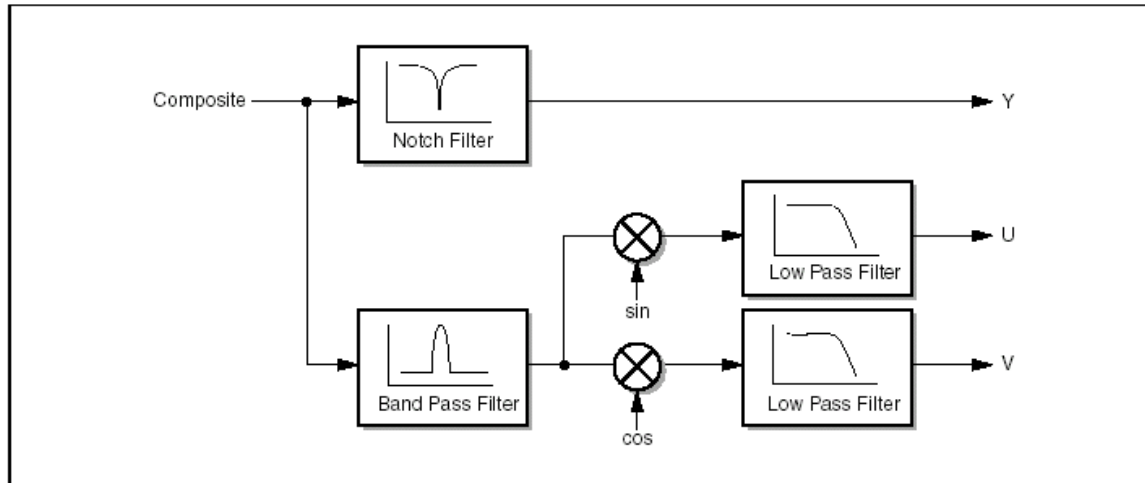 Composite
Notch Filter
Y
Low Pass Filter
U
sin
Band Pass Filter
Low Pass Filter
V
cos